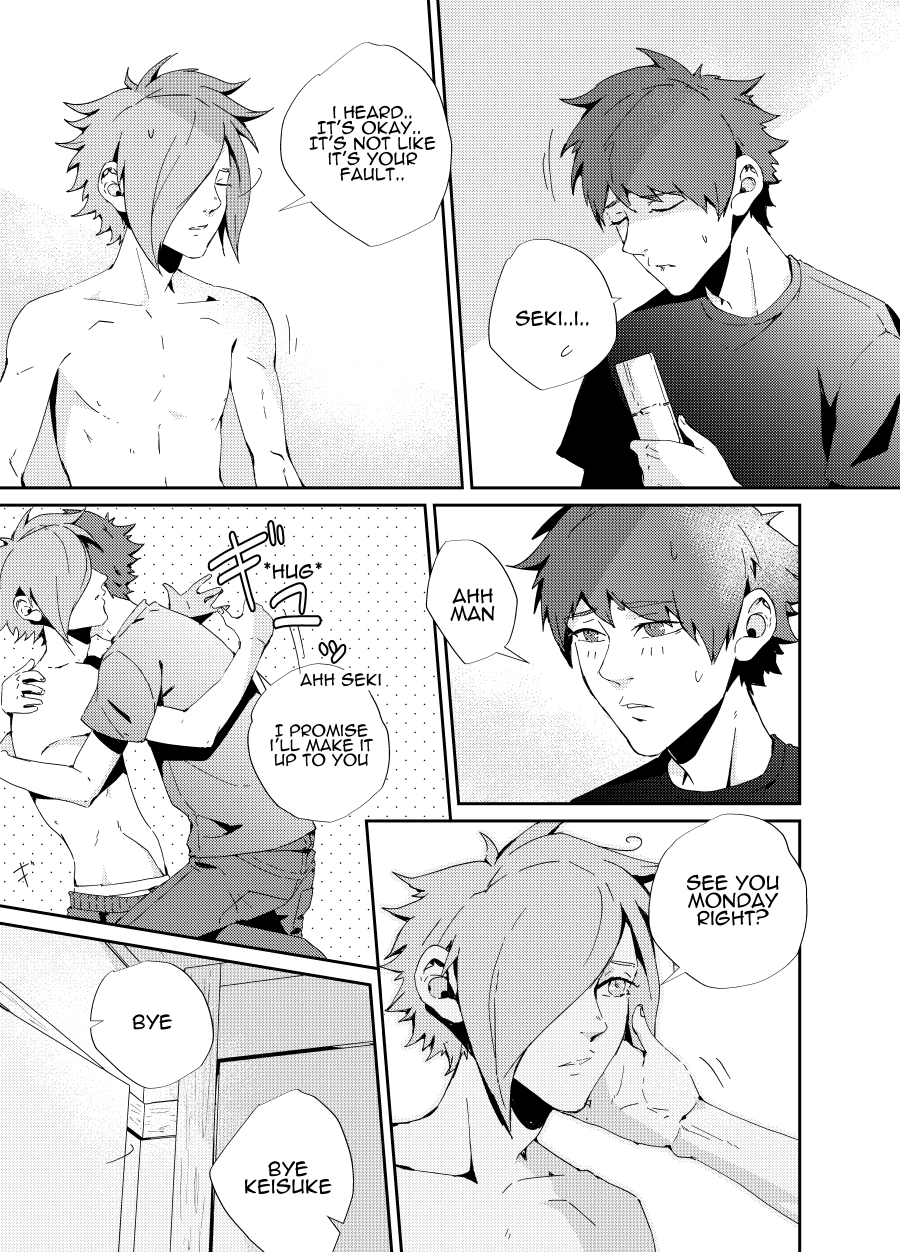 SEKI..I..
I HEARD..
IT'S OKAY..
IT'S NOT LIKE
IT'S YOUR
FAULT..
AHH
MAN
ギュ
*HUG*
AHH SEKI
I PROMISE
I'LL MAKE IT
UP TO YOU
SEE YOU
MONDAY
RIGHT?
BYE
BYE
KEISUKE